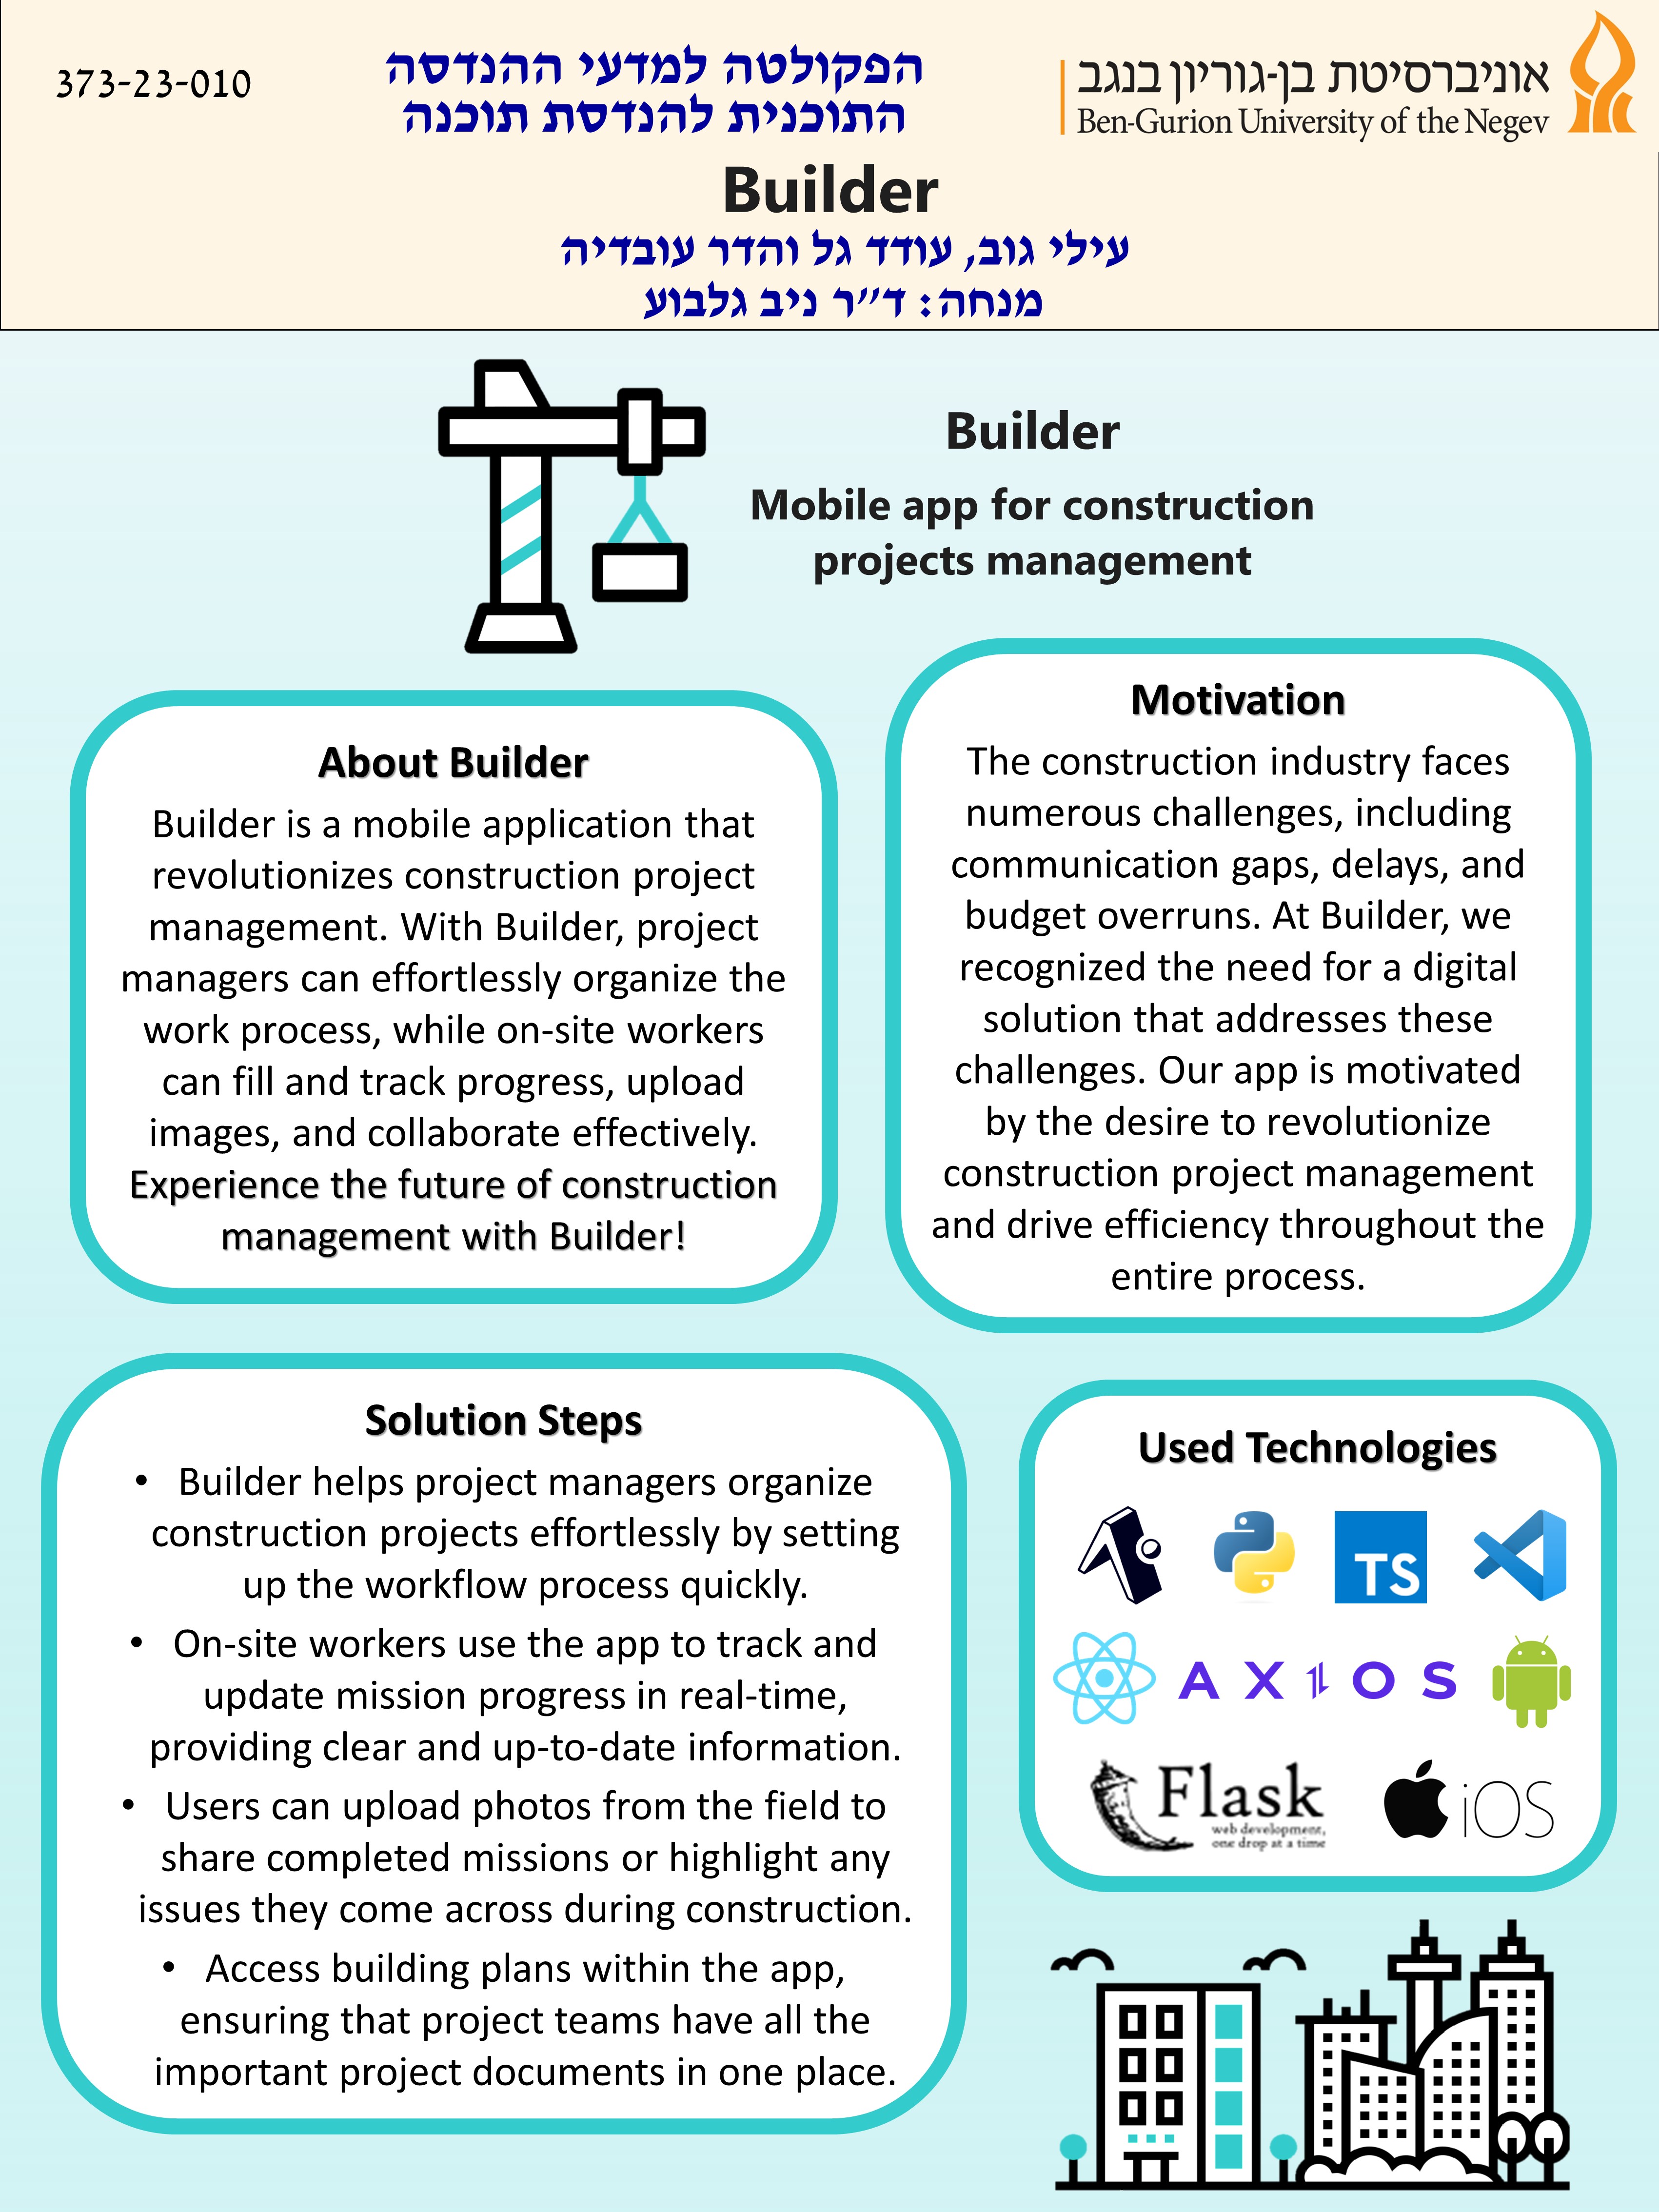 373-23-010
הפקולטה למדעי ההנדסה
התוכנית להנדסת תוכנה
אוניברסיטת בן-גוריון בנגב
Ben-Gurion University of the Negev
Builder
עילי גוב, עודד גל והדר עובדיה
מנחה: ד״ר ניב גלבוע
Builder
Mobile app for construction
projects management
About Builder
Builder is a mobile application that
revolutionizes construction project
management. With Builder, project
managers can effortlessly organize the
work process, while on-site workers
can fill and track progress, upload
images, and collaborate effectively.
Experience the future of construction
management with Builder!
Motivation
The construction industry faces
numerous challenges, including
communication gaps, delays, and
budget overruns. At Builder, we
recognized the need for a digital
solution that addresses these
challenges. Our app is motivated
by the desire to revolutionize
construction project management
and drive efficiency throughout the
entire process.
Solution Steps
• Builder helps project managers organize
construction projects effortlessly by setting
up the workflow process quickly.
• On-site workers use the app to track and
update mission progress in real-time,
providing clear and up-to-date information.
• Users can upload photos from the field to
share completed missions or highlight any
issues they come across during construction.
• Access building plans within the app,
ensuring that project teams have all the
important project documents in one place.
Used Technologies
TS
AXIOS
Flask
web development,
one drop at a time
iOS